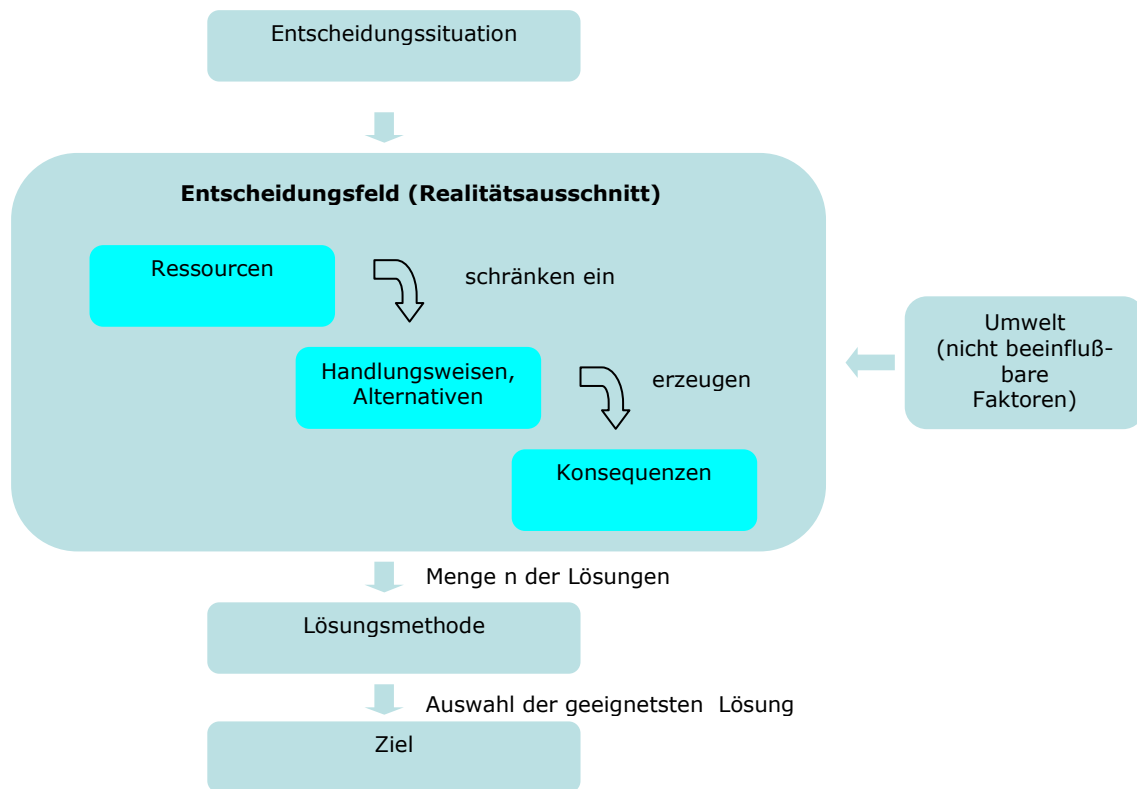 Entscheidungssituation
Entscheidungsfeld (Realitätsausschnitt)
Ressourcen
schränken ein
Handlungsweisen,
Alternativen
erzeugen
Konsequenzen
Umwelt
(nicht beeinfluß-
bare
Faktoren)
Menge n der Lösungen
Lösungsmethode
Auswahl der geeignetsten Lösung
Ziel